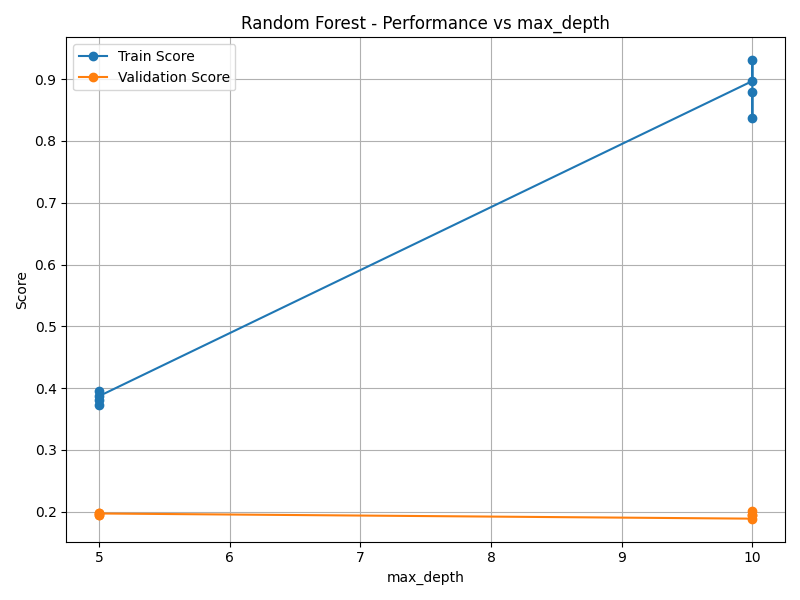 Random Forest - Performance vs max_depth
Train Score
Validation Score
Score
0.9
0.8
0.7
0.6
0.5
0.4
0.3
0.2
5 6 7 8 9 10
max_depth